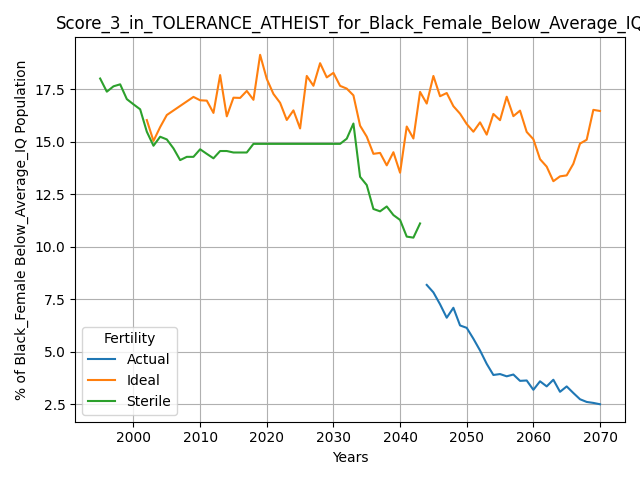 Score_3_in_TOLERANCE_ATHEIST_for_Black_Female_Below_Average_IQ
% of Black_Female Below_Average_IQ Population
17.5
15.0
12.5
10.0
7.5
5.0
2.5
Fertility
Actual
Ideal
Sterile
2000 2010 2020 2030 2040 2050 2060 2070
Years